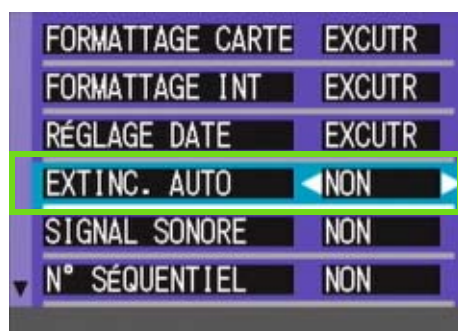 FORMATTAGE CARTE EXCUTR
FORMATTAGE INT EXCUTR
RÉGLAGE DATE EXCUTR
EXTINC. AUTO NON
SIGNAL SONORE NON
N° SÉQUENTIEL NON